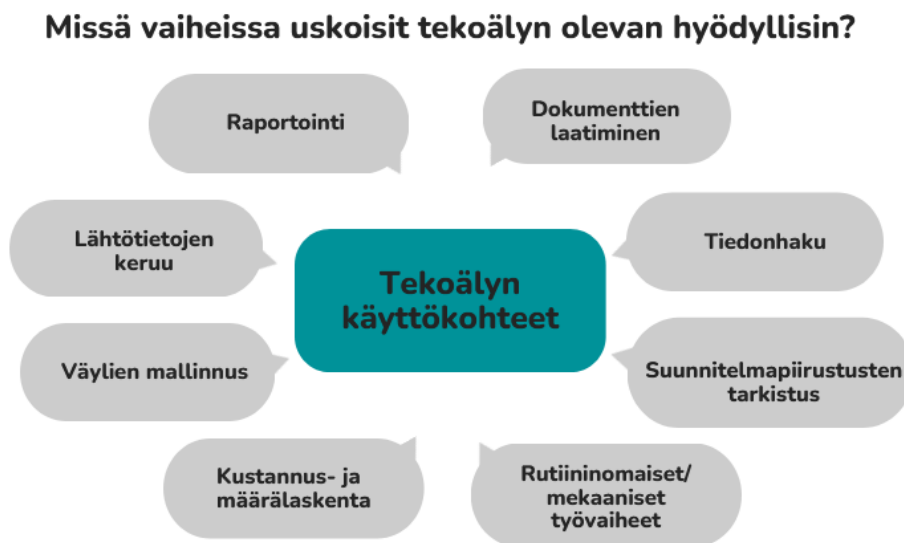 Missä vaiheissa uskoisit tekoälyn olevan hyödyllisin?
Raportointi
Dokumenttien
laatiminen
Lähtötietojen
keruu
Tiedonhaku
Tekoälyn
käyttökohteet
Väylien mallinnus
Suunnitelmapiirustusten
tarkistus
Kustannus- ja
määrälaskenta
Rutiininomaiset/
mekaaniset
työvaiheet